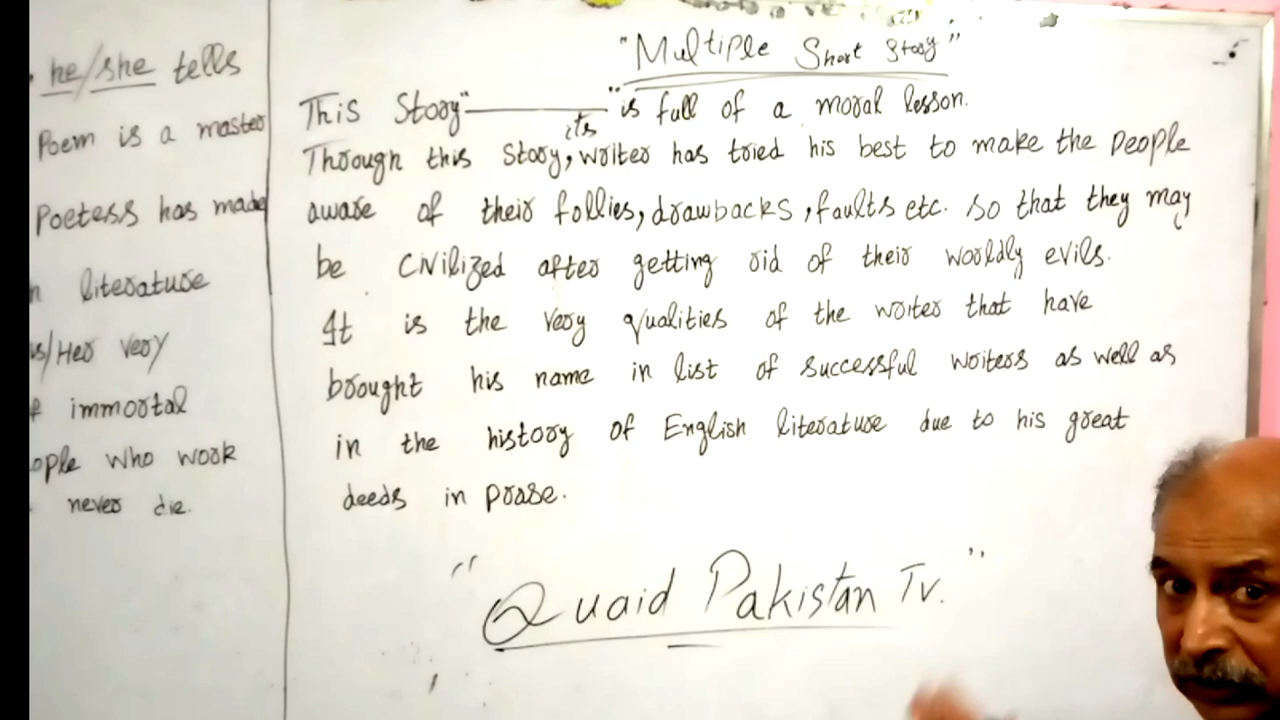 he/she tells
Poem is a master
Poetess has made
literature
/Her very
immortal
who work
never die.
"Multiple Short Story"
This Story "________" is full of a moral lesson.
its
Through this story, writer has tried his best to make the people
aware of their follies, drawbacks, faults etc. so that they may
be civilized after getting rid of their worldly evils.
It is the very qualities of the writer that have
brought his name in list of successful writers as well as
in the history of English literature due to his great
deeds in prose.
"Quaid Pakistan Tv."